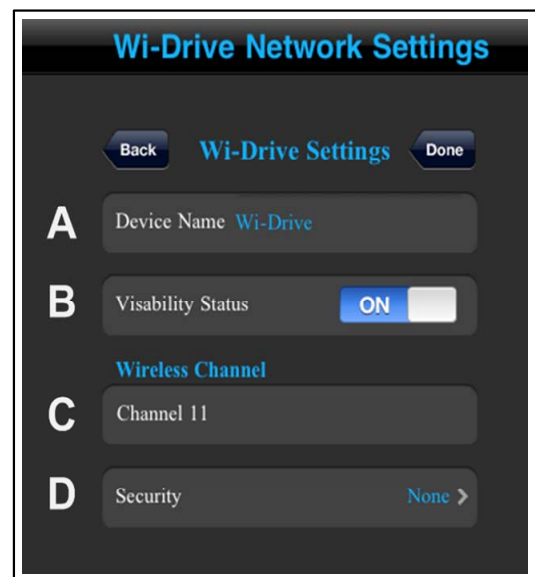 Wi-Drive Network Settings
Back Wi-Drive Settings Done
A Device Name Wi-Drive
B Visability Status ON
Wireless Channel
C Channel 11
D Security None